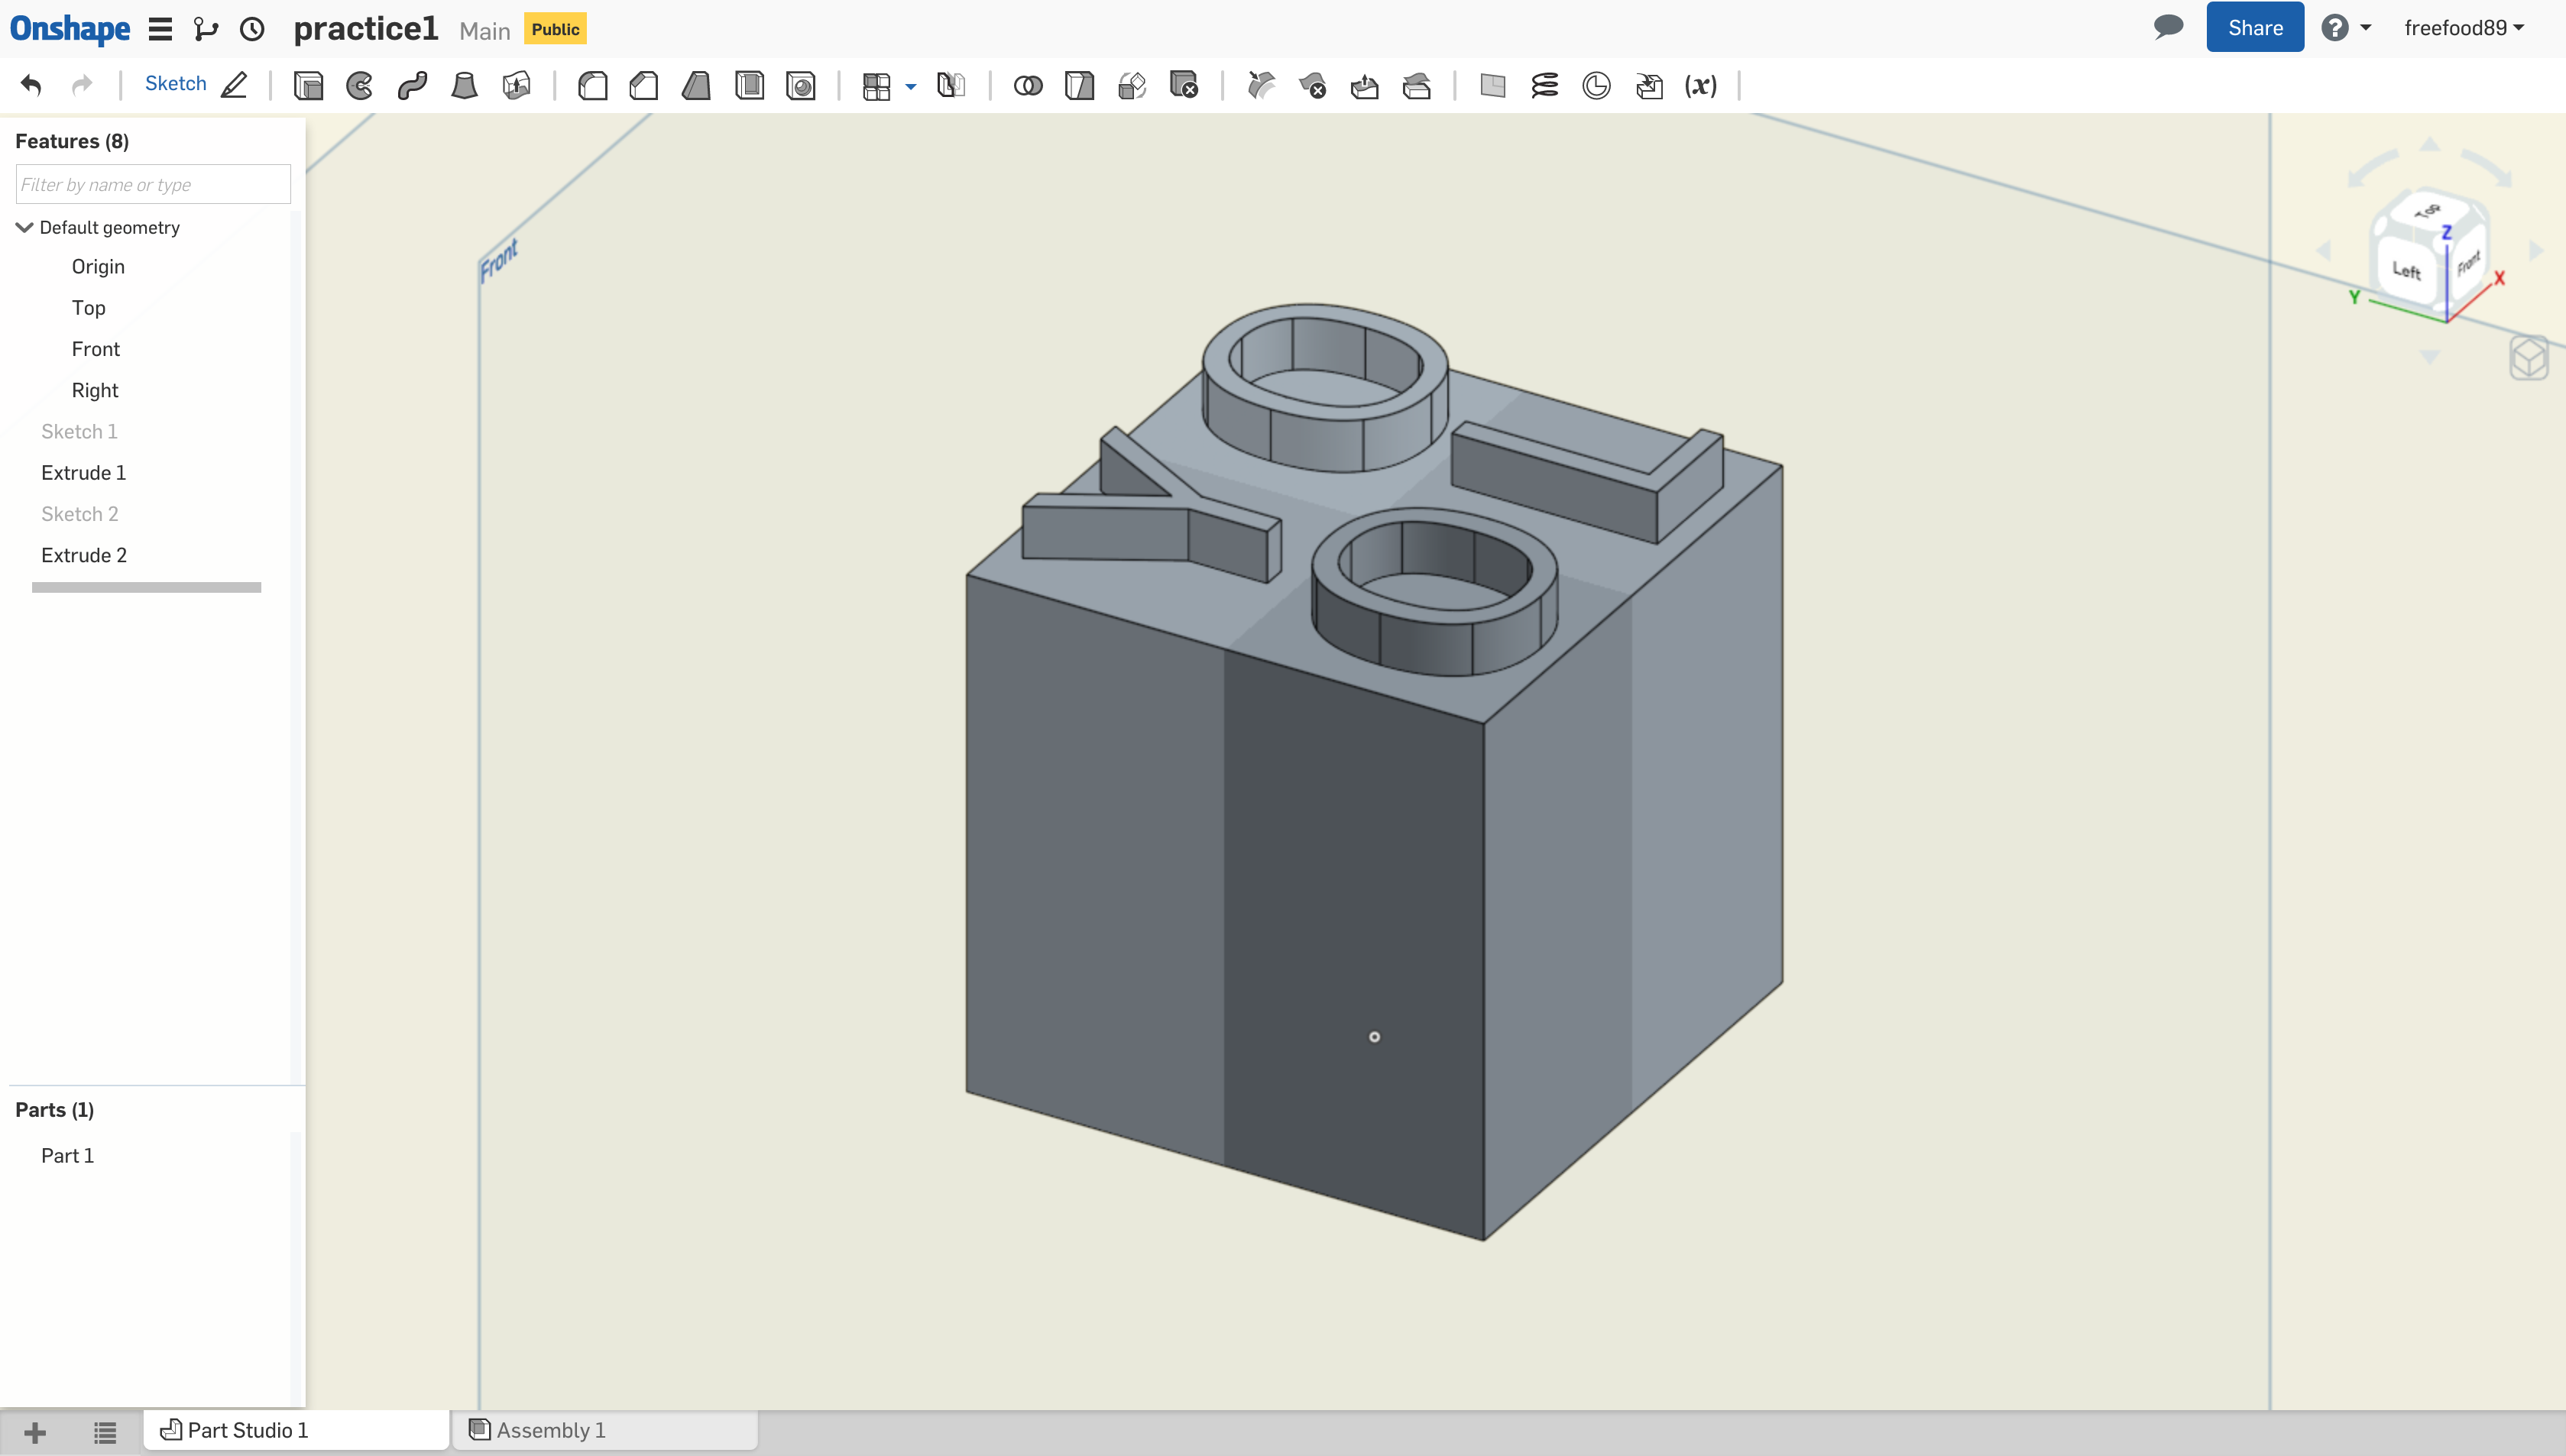 Onshape practice1 Main Public Share freefood89
Sketch (x)
Features (8)
Filter by name or type
Default geometry
Origin
Top
Front
Right
Sketch 1
Extrude 1
Sketch 2
Extrude 2
Parts (1)
Part 1
Front
Top
Z
Left
Front
X
Y
YOLO
Part Studio 1
Assembly 1